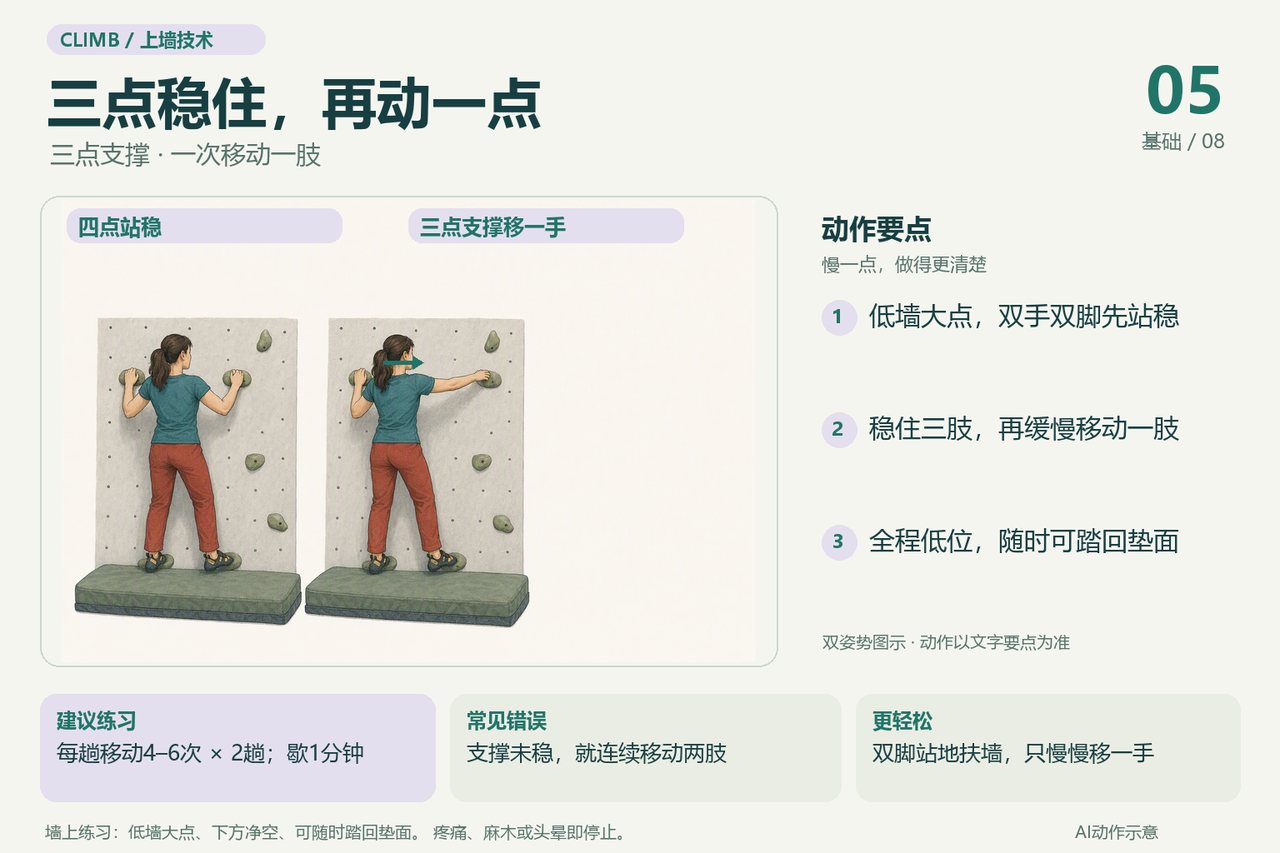 CLIMB / 上墙技术
三点稳住，再动一点
三点支撑 · 一次移动一肢
05
基础 / 08
四点站稳
三点支撑移一手
动作要点
慢一点，做得更清楚
1 低墙大点，双手双脚先站稳
2 稳住三肢，再缓慢移动一肢
3 全程低位，随时可踏回垫面
双姿势图示 · 动作以文字要点为准
建议练习
每趟移动4–6次 × 2趟；歇1分钟
常见错误
支撑未稳，就连续移动两肢
更轻松
双脚站地扶墙，只慢慢移一手
墙上练习：低墙大点、下方净空、可随时踏回垫面。 疼痛、麻木或头晕即停止。
AI动作示意